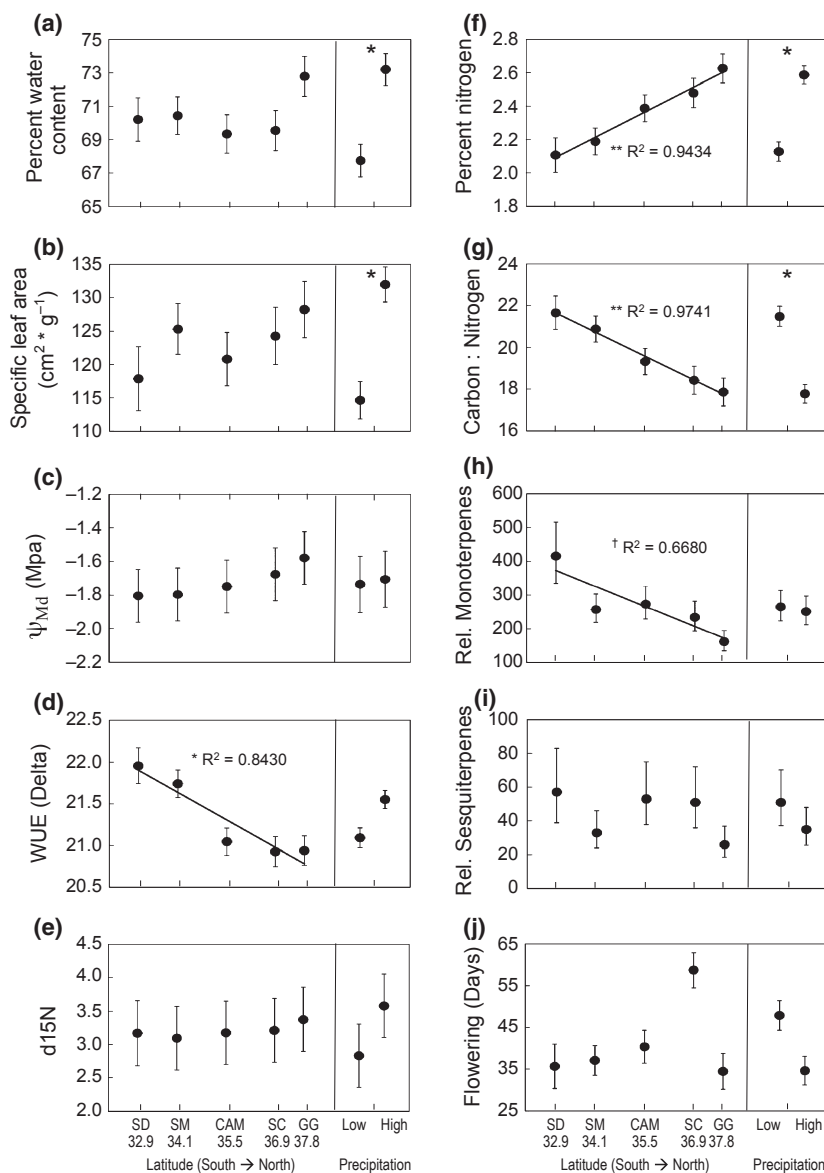 (a)
Percent water
content
75
73
71
69
67
65
*
(b)
Specific leaf area
(cm² * g⁻¹)
135
130
125
120
115
110
*
(c)
ΨMd (Mpa)
–1.2
–1.4
–1.6
–1.8
–2.0
–2.2
(d)
WUE (Delta)
22.5
22.0
21.5
21.0
20.5
* R² = 0.8430
(e)
d15N
4.5
4.0
3.5
3.0
2.5
2.0
SD SM CAM SC GG Low High
32.9 34.1 35.5 36.9 37.8
Latitude (South → North) Precipitation
(f)
Percent nitrogen
2.8
2.6
2.4
2.2
2.0
1.8
** R² = 0.9434
*
(g)
Carbon : Nitrogen
24
22
20
18
16
** R² = 0.9741
*
(h)
Rel. Monoterpenes
600
500
400
300
200
100
† R² = 0.6680
(i)
Rel. Sesquiterpenes
100
80
60
40
20
0
(j)
Flowering (Days)
65
55
45
35
25
SD SM CAM SC GG Low High
32.9 34.1 35.5 36.9 37.8
Latitude (South → North) Precipitation